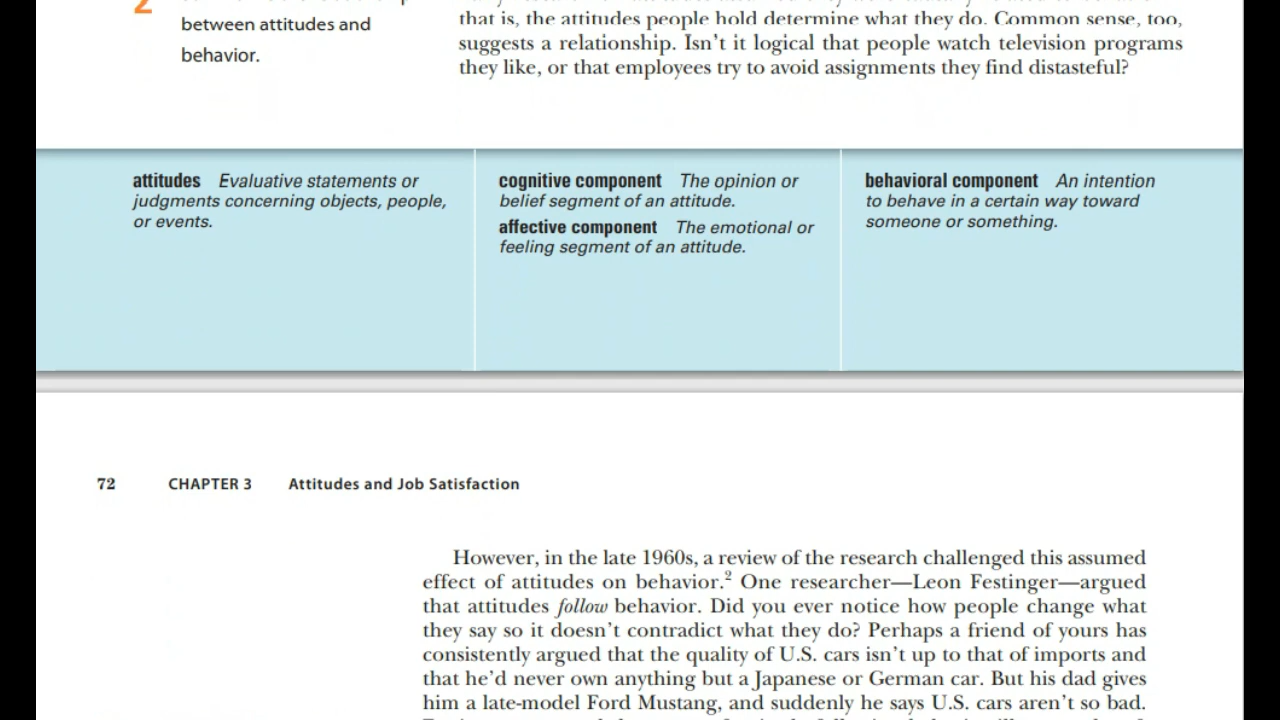 2
between attitudes and
behavior.
that is, the attitudes people hold determine what they do. Common sense, too,
suggests a relationship. Isn't it logical that people watch television programs
they like, or that employees try to avoid assignments they find distasteful?
attitudes Evaluative statements or
judgments concerning objects, people,
or events.
cognitive component The opinion or
belief segment of an attitude.
affective component The emotional or
feeling segment of an attitude.
behavioral component An intention
to behave in a certain way toward
someone or something.
72 CHAPTER 3 Attitudes and Job Satisfaction
However, in the late 1960s, a review of the research challenged this assumed
effect of attitudes on behavior.2 One researcher—Leon Festinger—argued
that attitudes follow behavior. Did you ever notice how people change what
they say so it doesn't contradict what they do? Perhaps a friend of yours has
consistently argued that the quality of U.S. cars isn't up to that of imports and
that he'd never own anything but a Japanese or German car. But his dad gives
him a late-model Ford Mustang, and suddenly he says U.S. cars aren't so bad.